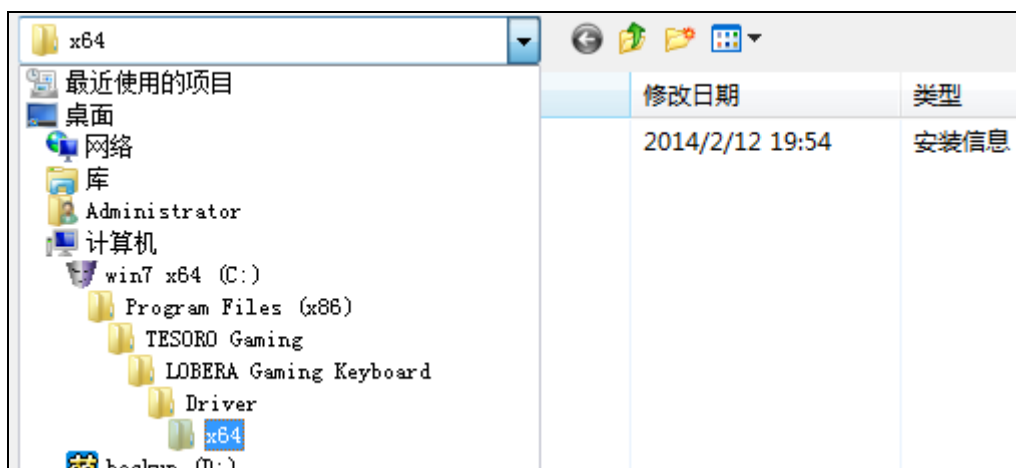 x64
最近使用的项目
桌面
网络
库
Administrator
计算机
win7 x64 (C:)
Program Files (x86)
TESORO Gaming
LOBERA Gaming Keyboard
Driver
x64
backup (D:)
修改日期 类型
2014/2/12 19:54 安装信息